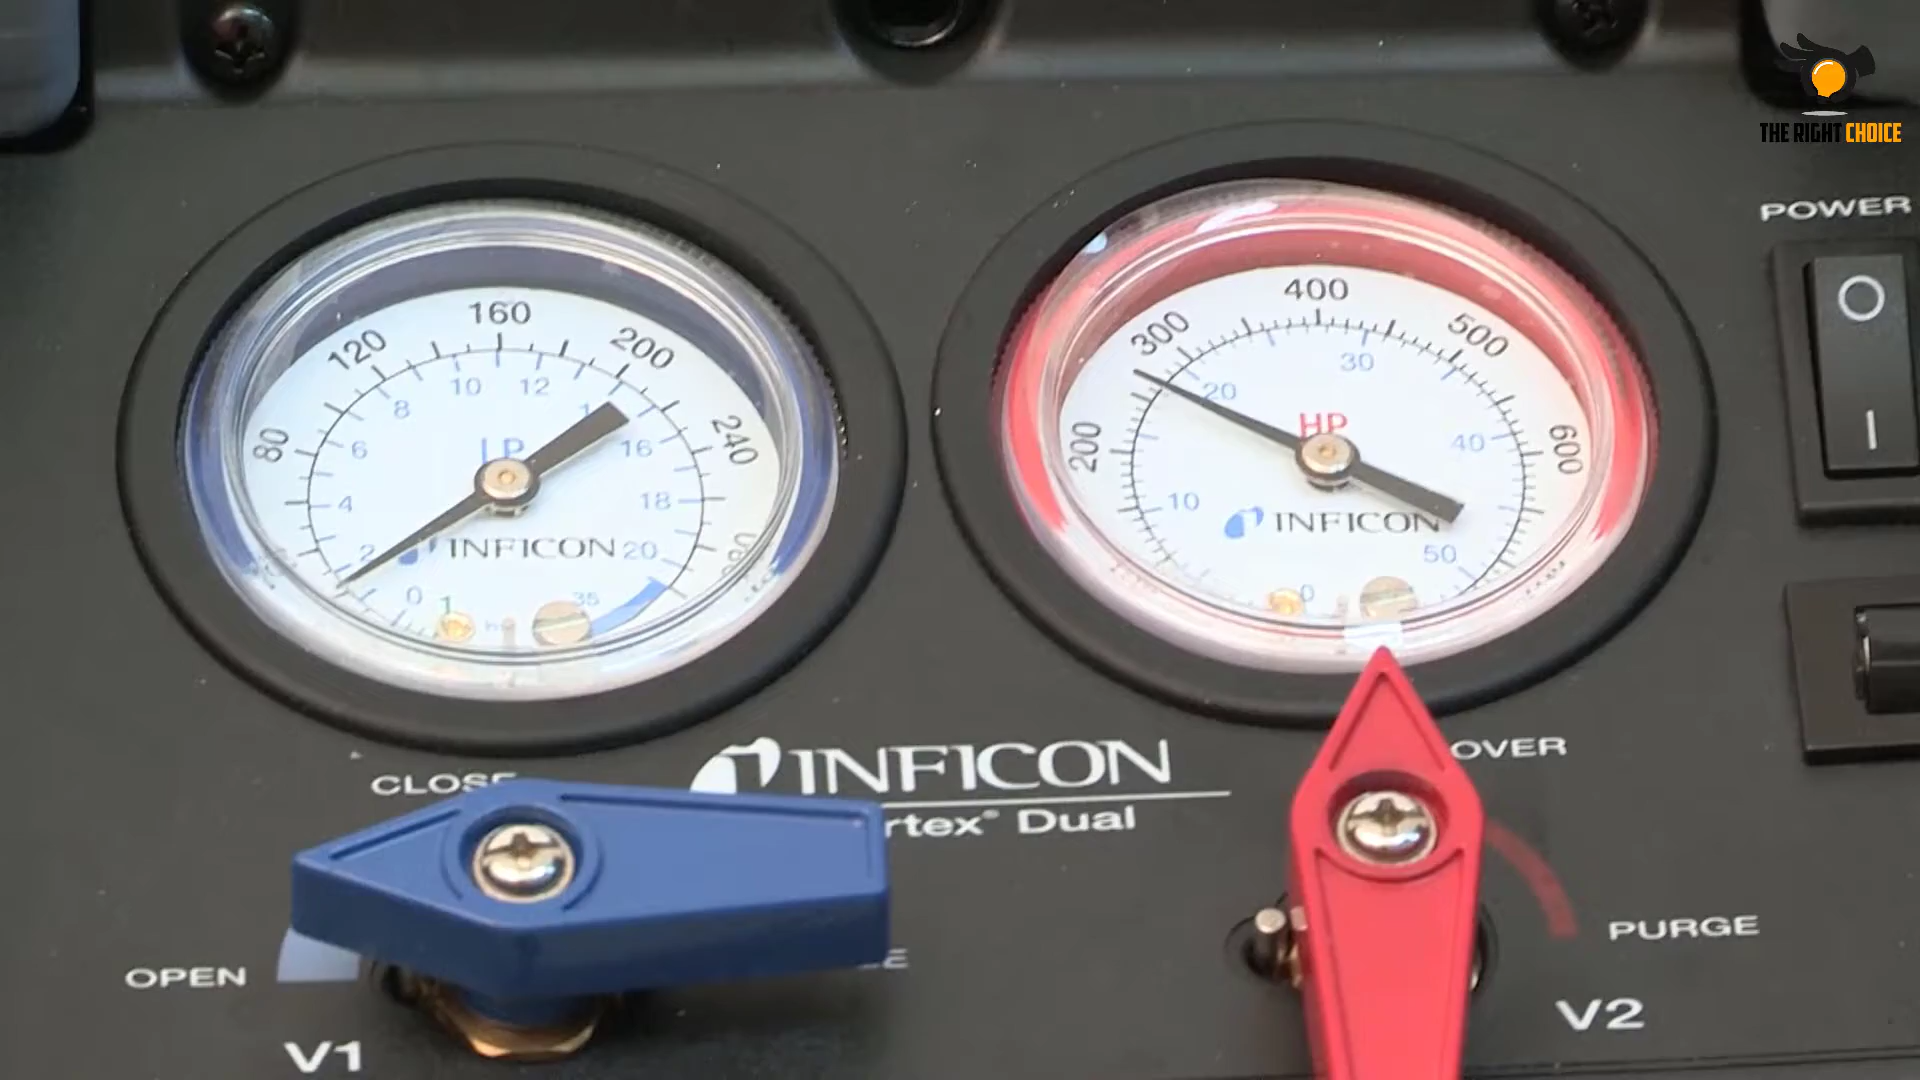 THE RIGHT CHOICE
POWER
160
120
200
80
240
10
12
8
6
16
LP
4
18
2
INFICON
20
0
1
35
400
300
500
200
600
30
20
40
HP
10
INFICON
50
0
CLOSE
INFICON
rtex® Dual
OVER
OPEN
PURGE
V1
V2